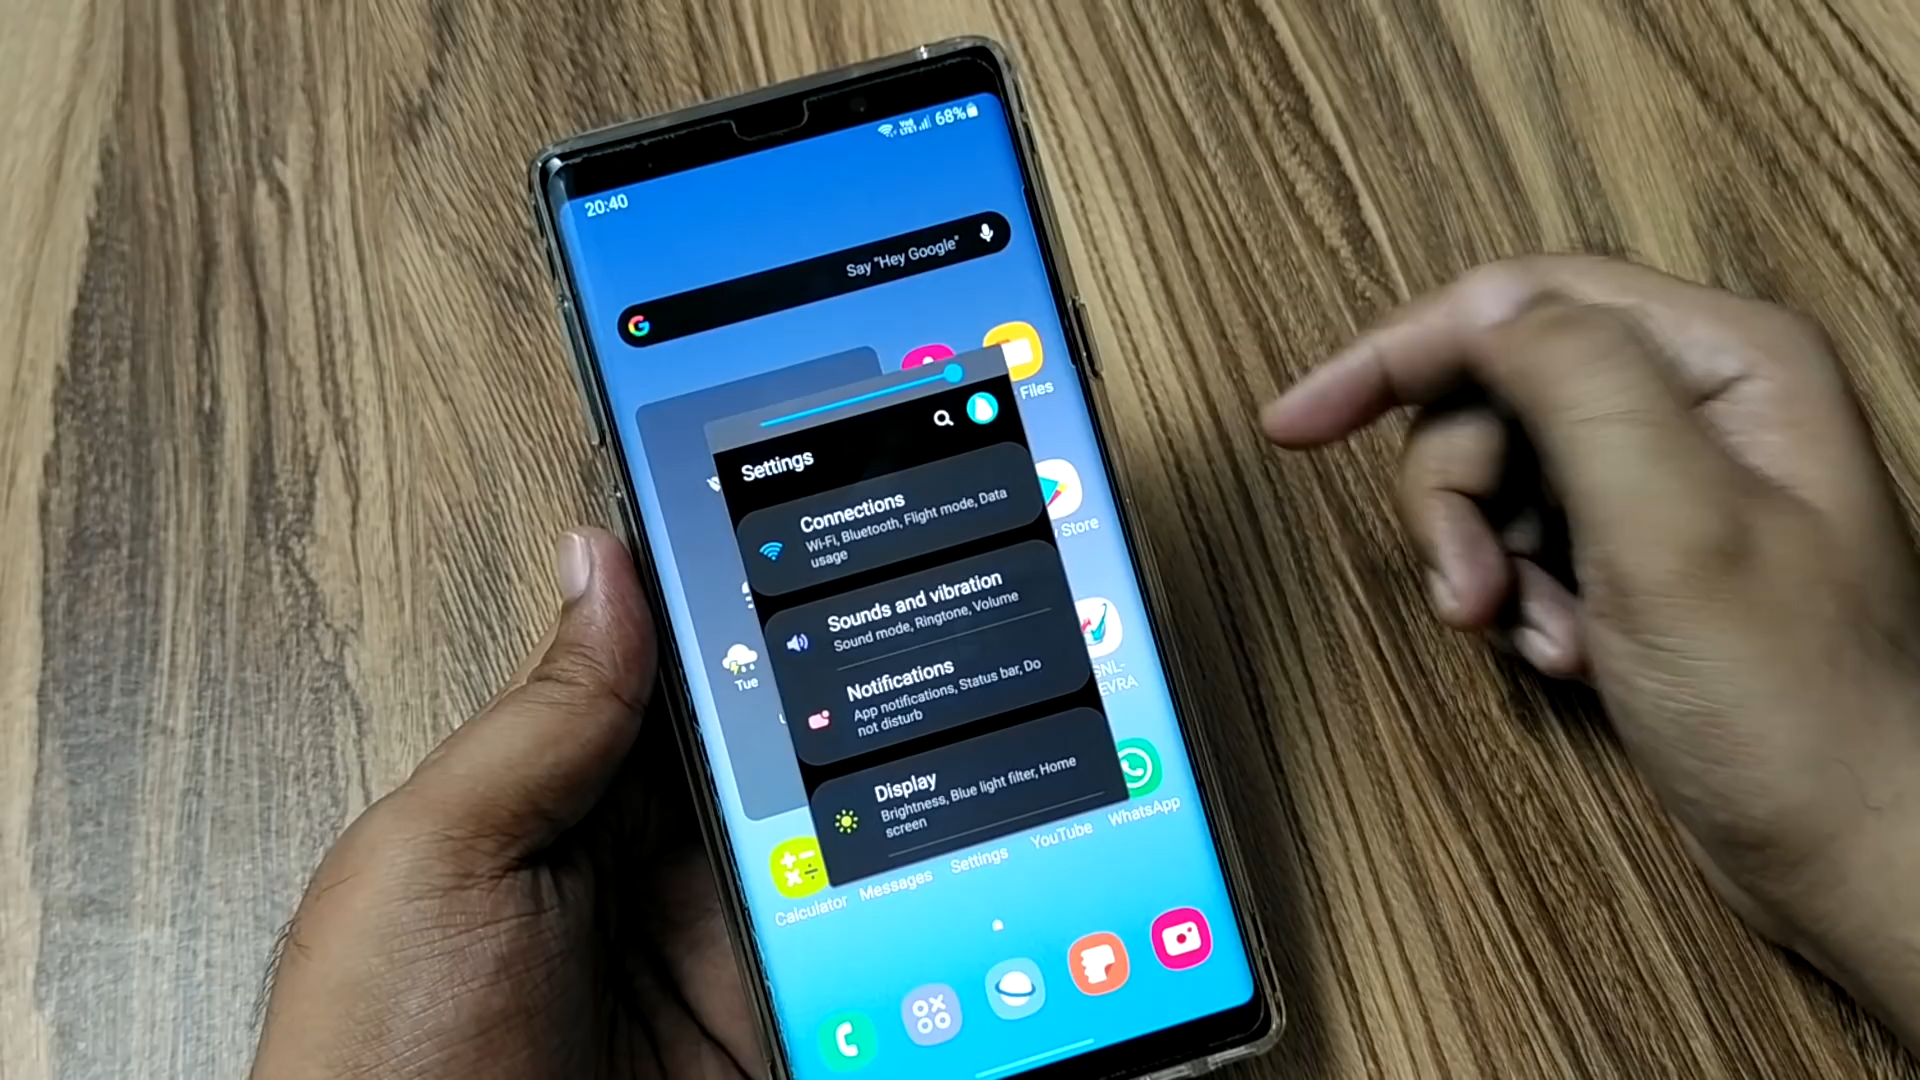 20:40
VoB
LTE1
68%
Say "Hey Google"
Files
Settings
Connections
Wi-Fi, Bluetooth, Flight mode, Data
usage
Store
Sounds and vibration
Sound mode, Ringtone, Volume
Notifications
App notifications, Status bar, Do
not disturb
Tue
Display
Brightness, Blue light filter, Home
screen
Calculator
Messages
Settings
YouTube
WhatsApp